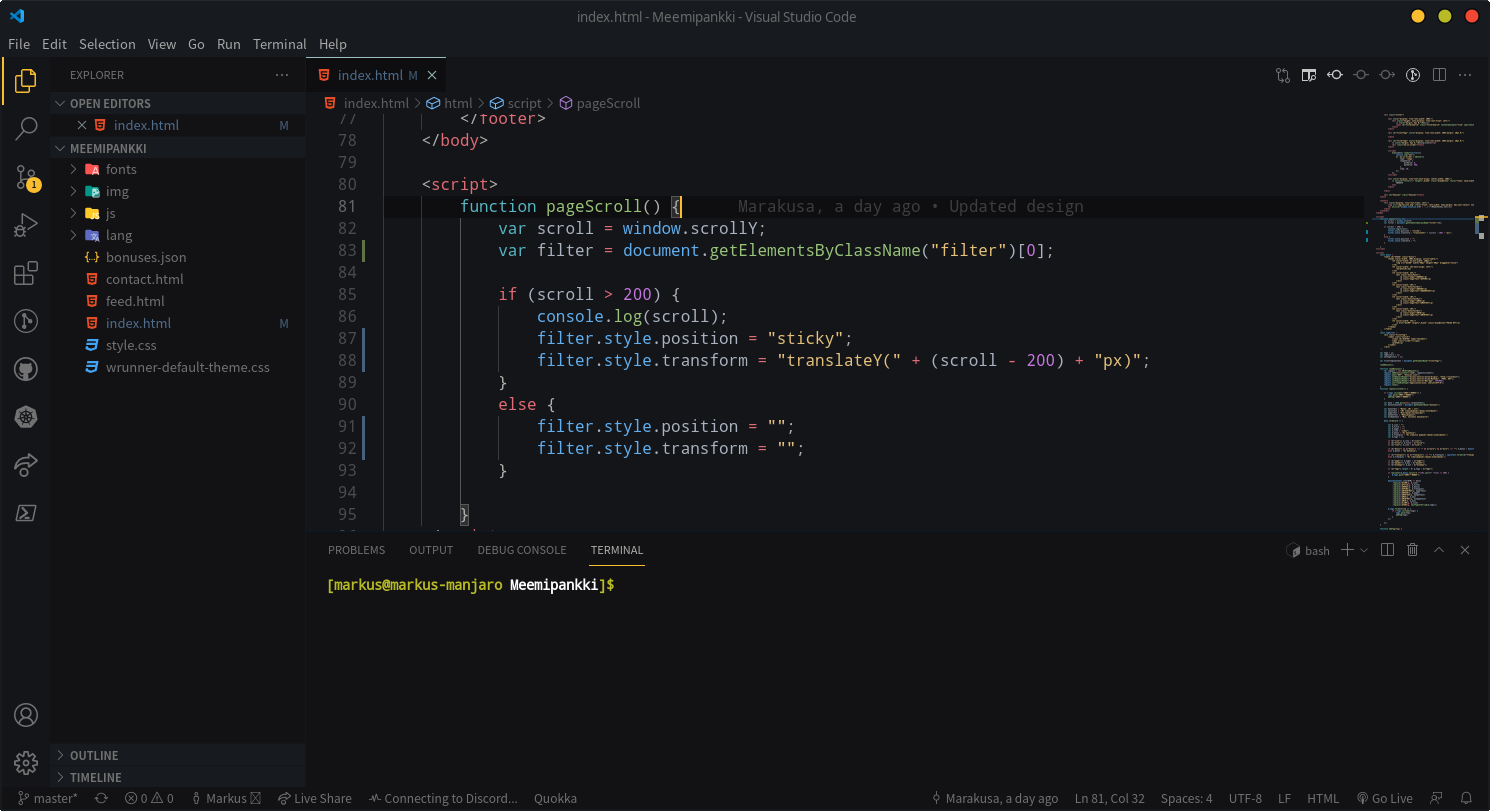 index.html - Meemipankki - Visual Studio Code
File Edit Selection View Go Run Terminal Help
EXPLORER
OPEN EDITORS
index.html M
MEEMIPANKKI
fonts
img
js
lang
bonuses.json
contact.html
feed.html
index.html M
style.css
wrunner-default-theme.css
OUTLINE
TIMELINE
1
index.html M
index.html > html > script > pageScroll
77 </footer>
78 </body>
79
80 <script>
81 function pageScroll() { Marakusa, a day ago • Updated design
82 var scroll = window.scrollY;
83 var filter = document.getElementsByClassName("filter")[0];
84
85 if (scroll > 200) {
86 console.log(scroll);
87 filter.style.position = "sticky";
88 filter.style.transform = "translateY(" + (scroll - 200) + "px)";
89 }
90 else {
91 filter.style.position = "";
92 filter.style.transform = "";
93 }
94
95 }
PROBLEMS OUTPUT DEBUG CONSOLE TERMINAL bash
[markus@markus-manjaro Meemipankki]$
master* 0 0 Markus Live Share Connecting to Discord... Quokka Marakusa, a day ago Ln 81, Col 32 Spaces: 4 UTF-8 LF HTML Go Live